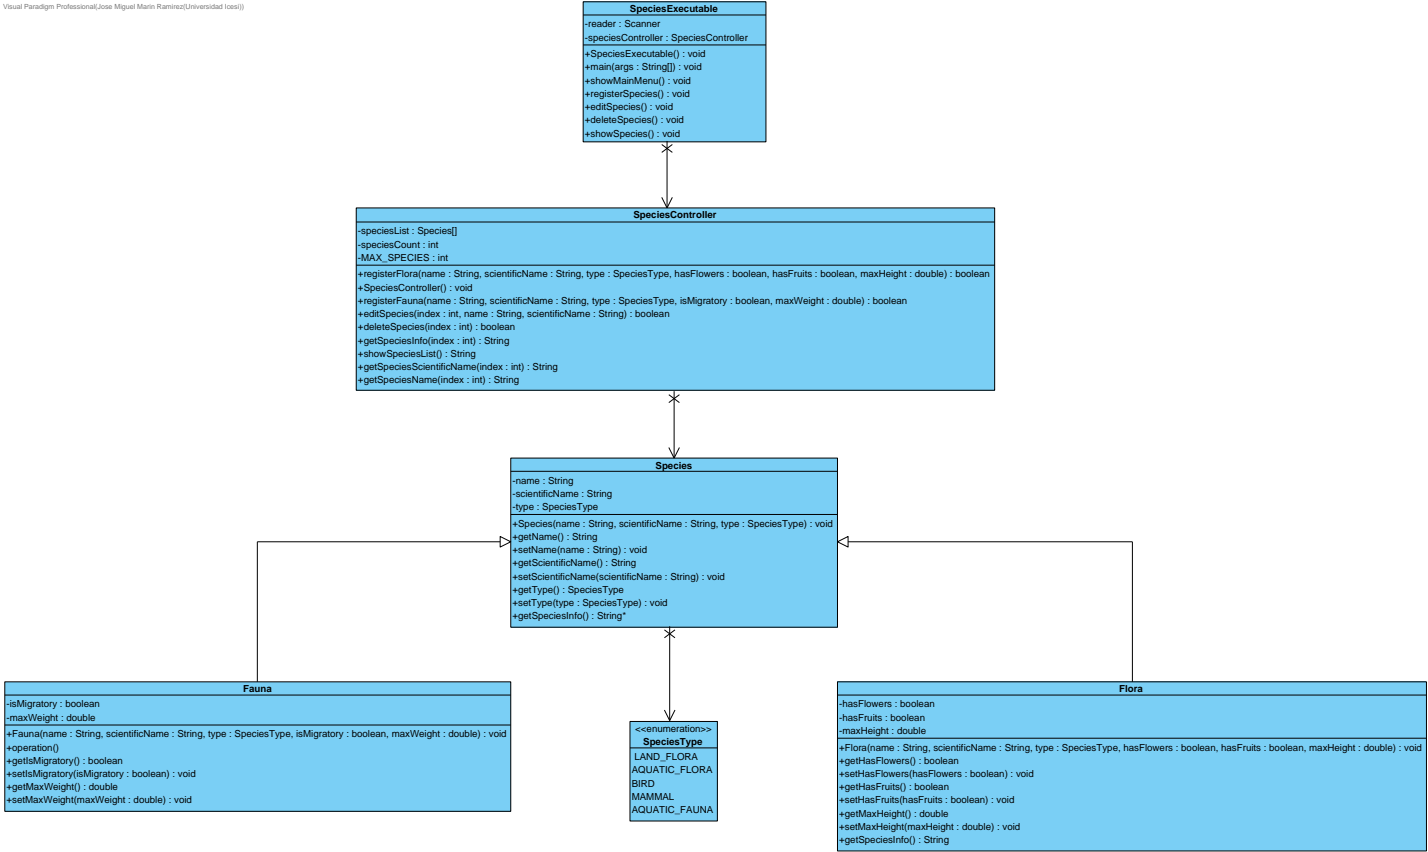 Visual Paradigm Professional(Jose Miguel Marin Ramirez(Universidad Icesi))
SpeciesExecutable
-reader : Scanner
-speciesController : SpeciesController
+SpeciesExecutable() : void
+main(args : String[]) : void
+showMainMenu() : void
+registerSpecies() : void
+editSpecies() : void
+deleteSpecies() : void
+showSpecies() : void
SpeciesController
-speciesList : Species[]
-speciesCount : int
-MAX_SPECIES : int
+registerFlora(name : String, scientificName : String, type : SpeciesType, hasFlowers : boolean, hasFruits : boolean, maxHeight : double) : boolean
+SpeciesController() : void
+registerFauna(name : String, scientificName : String, type : SpeciesType, isMigratory : boolean, maxWeight : double) : boolean
+editSpecies(index : int, name : String, scientificName : String) : boolean
+deleteSpecies(index : int) : boolean
+getSpeciesInfo(index : int) : String
+showSpeciesList() : String
+getSpeciesScientificName(index : int) : String
+getSpeciesName(index : int) : String
Species
-name : String
-scientificName : String
-type : SpeciesType
+Species(name : String, scientificName : String, type : SpeciesType) : void
+getName() : String
+setName(name : String) : void
+getScientificName() : String
+setScientificName(scientificName : String) : void
+getType() : SpeciesType
+setType(type : SpeciesType) : void
+getSpeciesInfo() : String*
Fauna
-isMigratory : boolean
-maxWeight : double
+Fauna(name : String, scientificName : String, type : SpeciesType, isMigratory : boolean, maxWeight : double) : void
+operation()
+getIsMigratory() : boolean
+setIsMigratory(isMigratory : boolean) : void
+getMaxWeight() : double
+setMaxWeight(maxWeight : double) : void
<<enumeration>>
SpeciesType
LAND_FLORA
AQUATIC_FLORA
BIRD
MAMMAL
AQUATIC_FAUNA
Flora
-hasFlowers : boolean
-hasFruits : boolean
-maxHeight : double
+Flora(name : String, scientificName : String, type : SpeciesType, hasFlowers : boolean, hasFruits : boolean, maxHeight : double) : void
+getHasFlowers() : boolean
+setHasFlowers(hasFlowers : boolean) : void
+getHasFruits() : boolean
+setHasFruits(hasFruits : boolean) : void
+getMaxHeight() : double
+setMaxHeight(maxHeight : double) : void
+getSpeciesInfo() : String